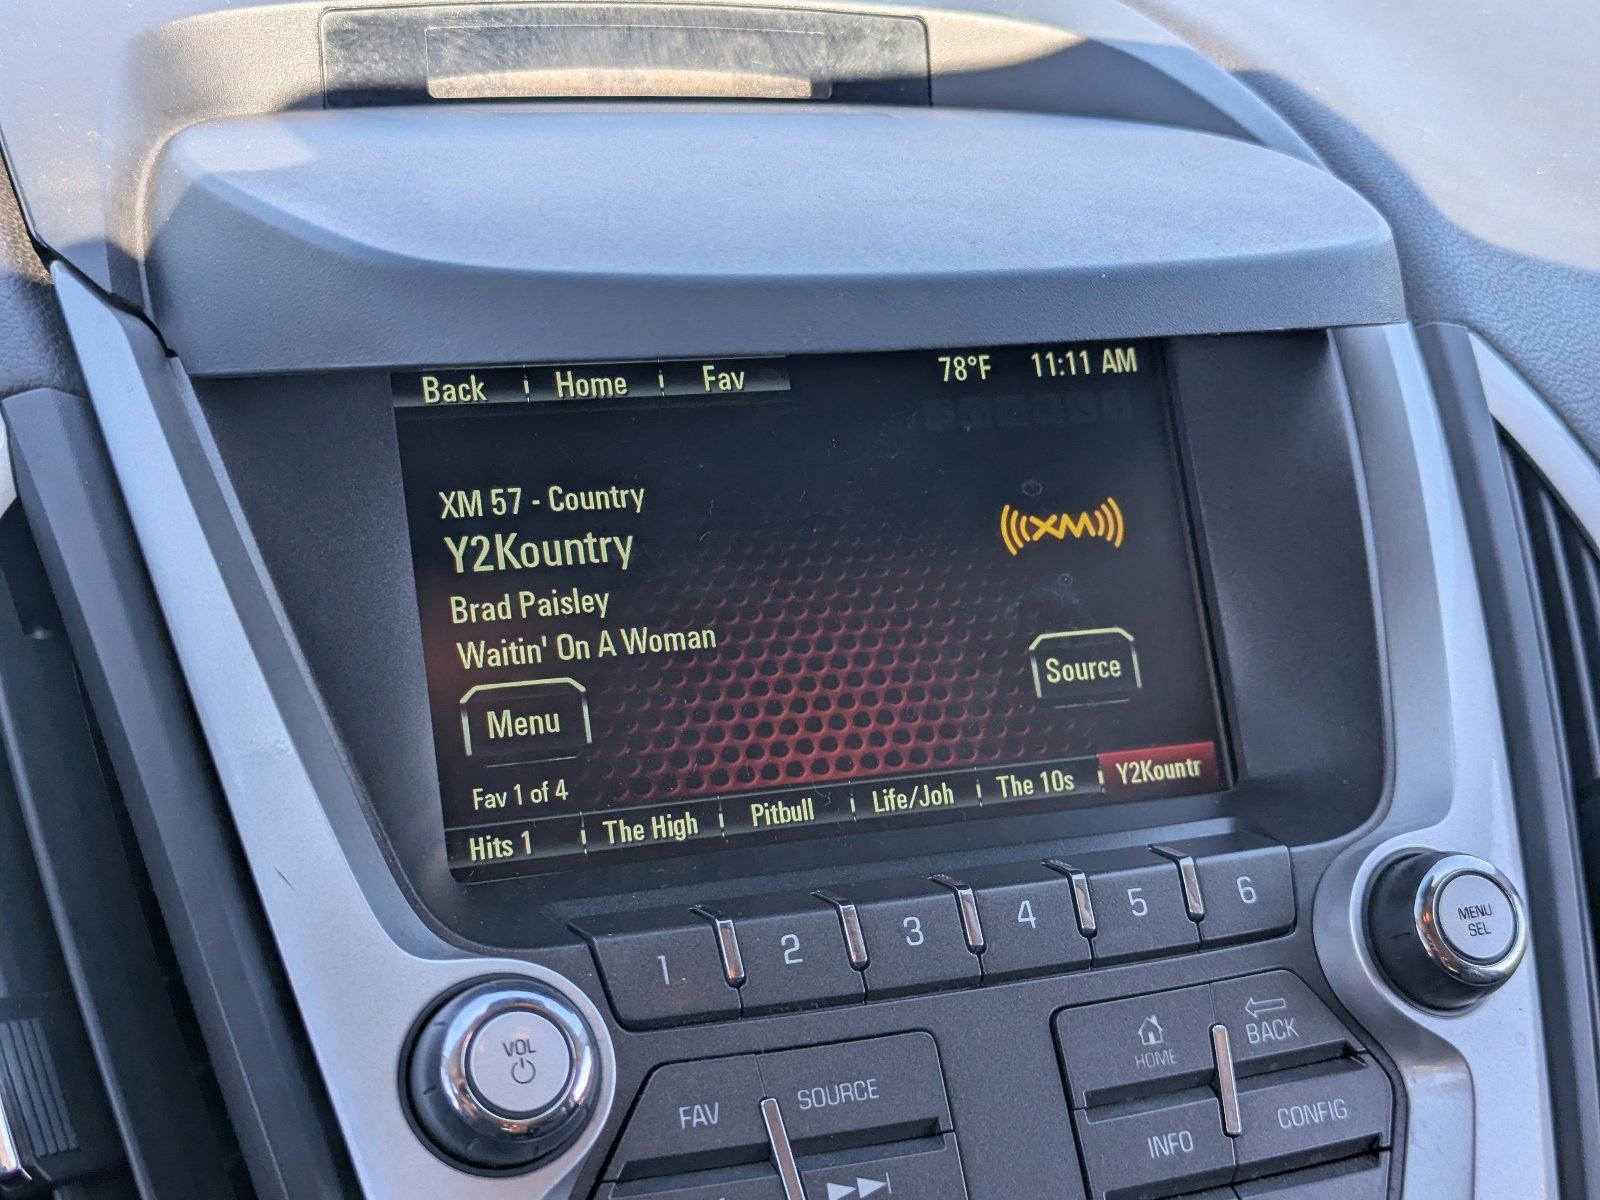 Back Home Fav 78°F 11:11 AM
XM 57 - Country
Y2Kountry
Brad Paisley
Waitin' On A Woman
XM
Menu
Source
Fav 1 of 4
Hits 1 The High Pitbull Life/Joh The 10s Y2Kountr
1 2 3 4 5 6
MENU
SEL
VOL
FAV SOURCE
HOME BACK
INFO CONFIG